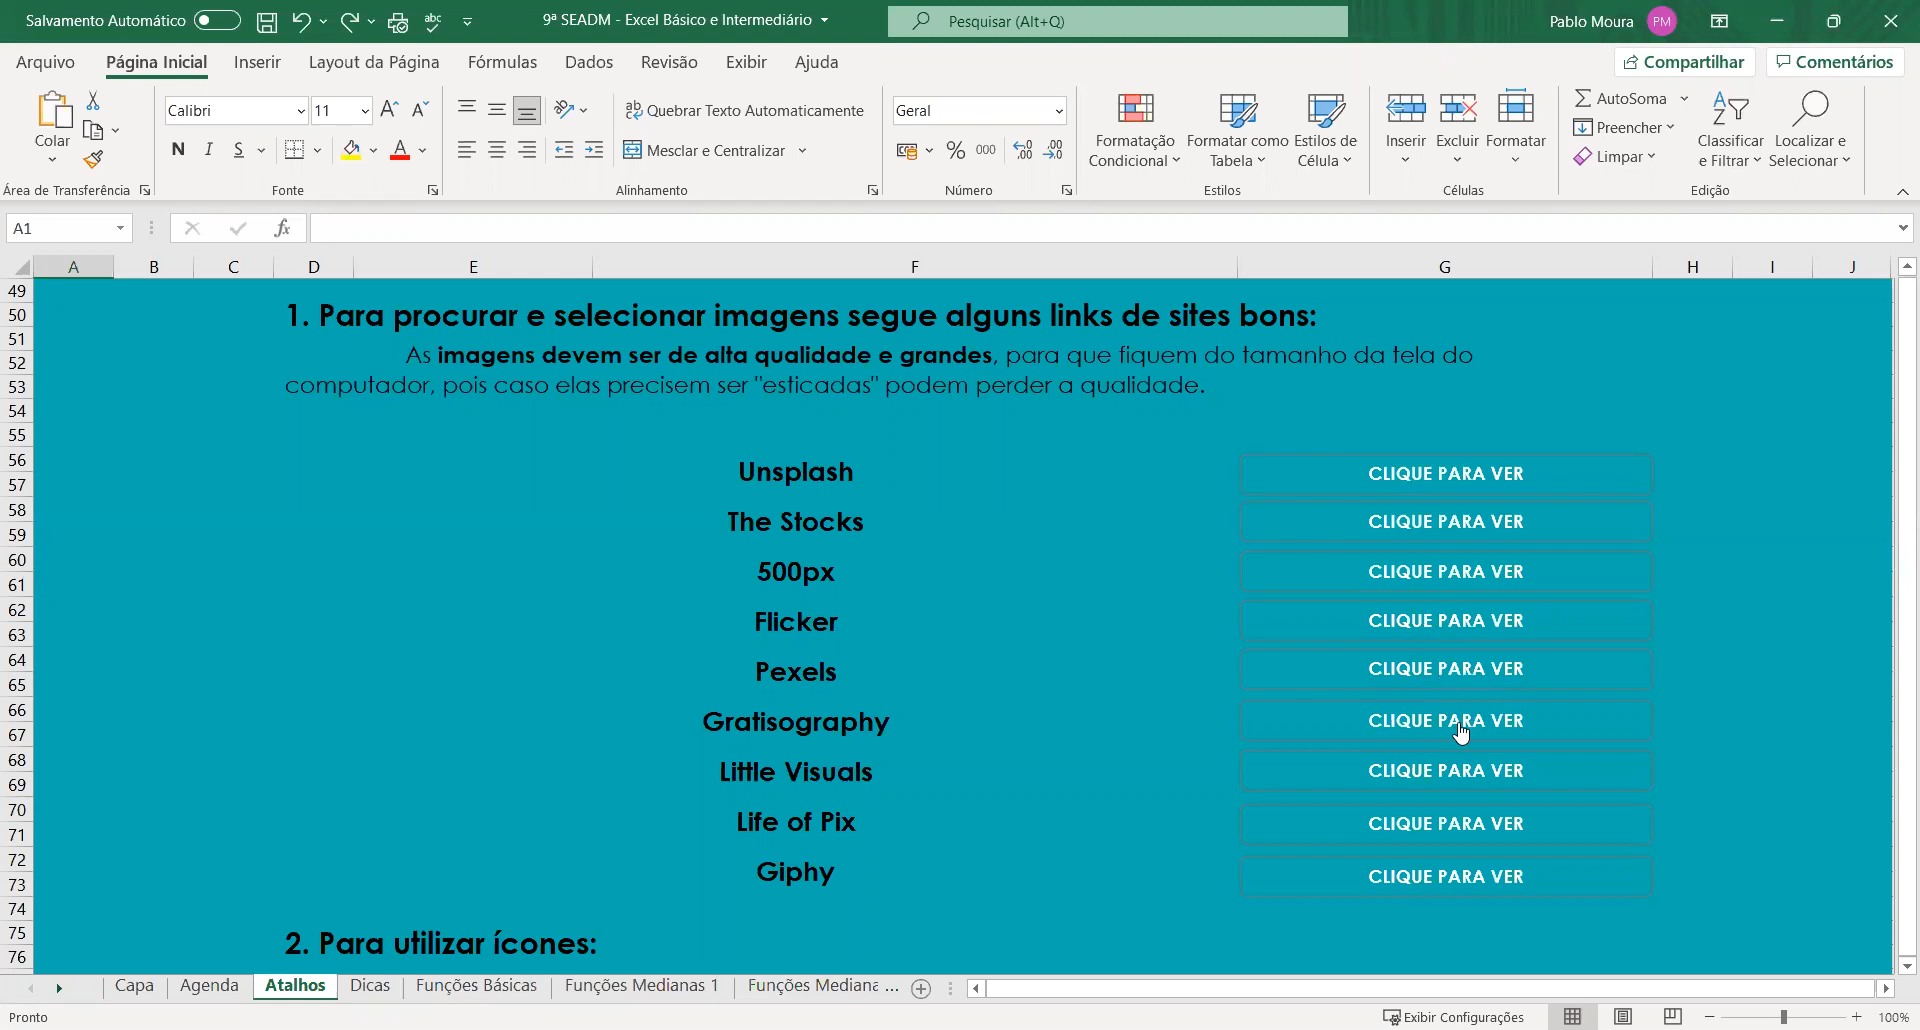 Salvamento Automático
9ª SEADM - Excel Básico e Intermediário
Pesquisar (Alt+Q)
Pablo Moura PM
Arquivo Página Inicial Inserir Layout da Página Fórmulas Dados Revisão Exibir Ajuda
Compartilhar Comentários
Colar
Calibri 11
N I S
Quebrar Texto Automaticamente
Mesclar e Centralizar
Geral
% 000
Formatação Condicional
Formatar como Tabela
Estilos de Célula
Inserir Excluir Formatar
AutoSoma
Preencher
Limpar
Classificar e Filtrar
Localizar e Selecionar
Área de Transferência Fonte Alinhamento Número Estilos Células Edição
A1 fx
A B C D E F G H I J
49
50
51
52
53
54
55
56
57
58
59
60
61
62
63
64
65
66
67
68
69
70
71
72
73
74
75
76
1. Para procurar e selecionar imagens segue alguns links de sites bons:
As imagens devem ser de alta qualidade e grandes, para que fiquem do tamanho da tela do
computador, pois caso elas precisem ser "esticadas" podem perder a qualidade.
Unsplash CLIQUE PARA VER
The Stocks CLIQUE PARA VER
500px CLIQUE PARA VER
Flicker CLIQUE PARA VER
Pexels CLIQUE PARA VER
Gratisography CLIQUE PARA VER
Little Visuals CLIQUE PARA VER
Life of Pix CLIQUE PARA VER
Giphy CLIQUE PARA VER
2. Para utilizar ícones:
Capa Agenda Atalhos Dicas Funções Básicas Funções Medianas 1 Funções Mediana ...
Pronto
Exibir Configurações
100%